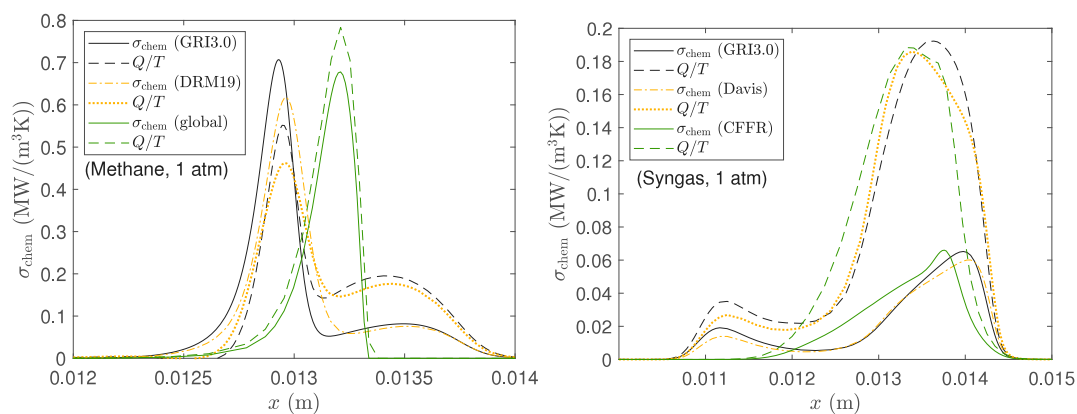 σchem (MW/(m³K))
0.8
0.7
0.6
0.5
0.4
0.3
0.2
0.1
0
σchem (GRI3.0)
Q/T
σchem (DRM19)
Q/T
σchem (global)
Q/T
(Methane, 1 atm)
0.012 0.0125 0.013 0.0135 0.014
x (m)
σchem (MW/(m³K))
0.2
0.18
0.16
0.14
0.12
0.1
0.08
0.06
0.04
0.02
0
σchem (GRI3.0)
Q/T
σchem (Davis)
Q/T
σchem (CFFR)
Q/T
(Syngas, 1 atm)
0.011 0.012 0.013 0.014 0.015
x (m)